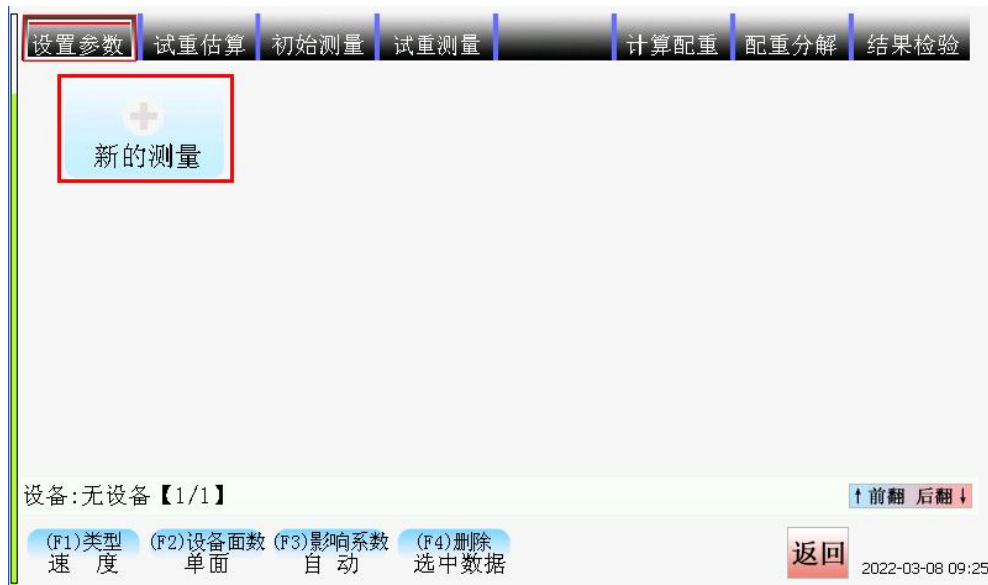 设置参数 试重估算 初始测量 试重测量 计算配重 配重分解 结果检验
新的测量
设备:无设备【1/1】 ↑前翻 后翻↓
(F1)类型 (F2)设备面数 (F3)影响系数 (F4)删除
速 度 单面 自 动 选中数据
返回 2022-03-08 09:25